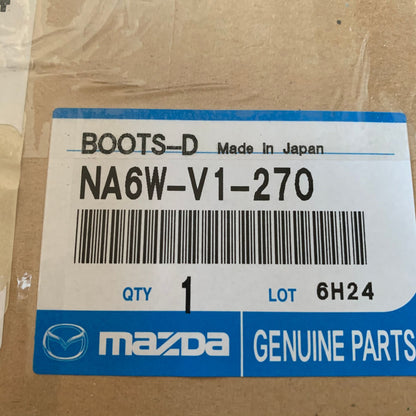 BOOTS-D Made in Japan
NA6W-V1-270
QTY 1 LOT 6H24
mazda GENUINE PARTS